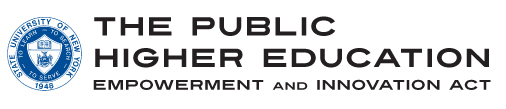 STATE UNIVERSITY OF NEW YORK
TO LEARN — TO SEARCH — TO SERVE
1948
THE PUBLIC
HIGHER EDUCATION
EMPOWERMENT AND INNOVATION ACT